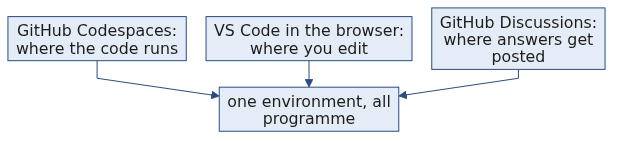 GitHub Codespaces:
where the code runs
VS Code in the browser:
where you edit
GitHub Discussions:
where answers get
posted
one environment, all
programme